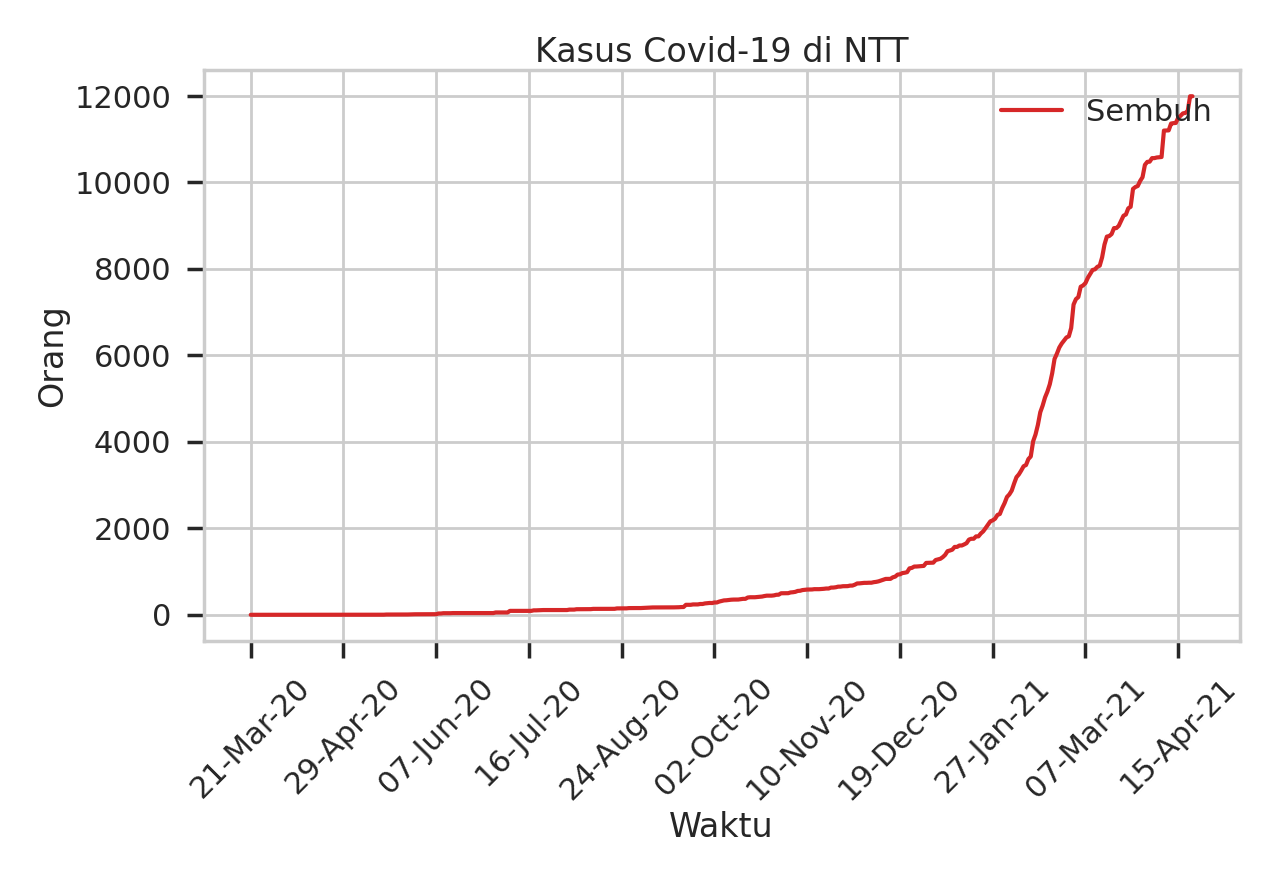 Kasus Covid-19 di NTT
Sembuh
Orang
12000
10000
8000
6000
4000
2000
0
21-Mar-20
29-Apr-20
07-Jun-20
16-Jul-20
24-Aug-20
02-Oct-20
10-Nov-20
19-Dec-20
27-Jan-21
07-Mar-21
15-Apr-21
Waktu